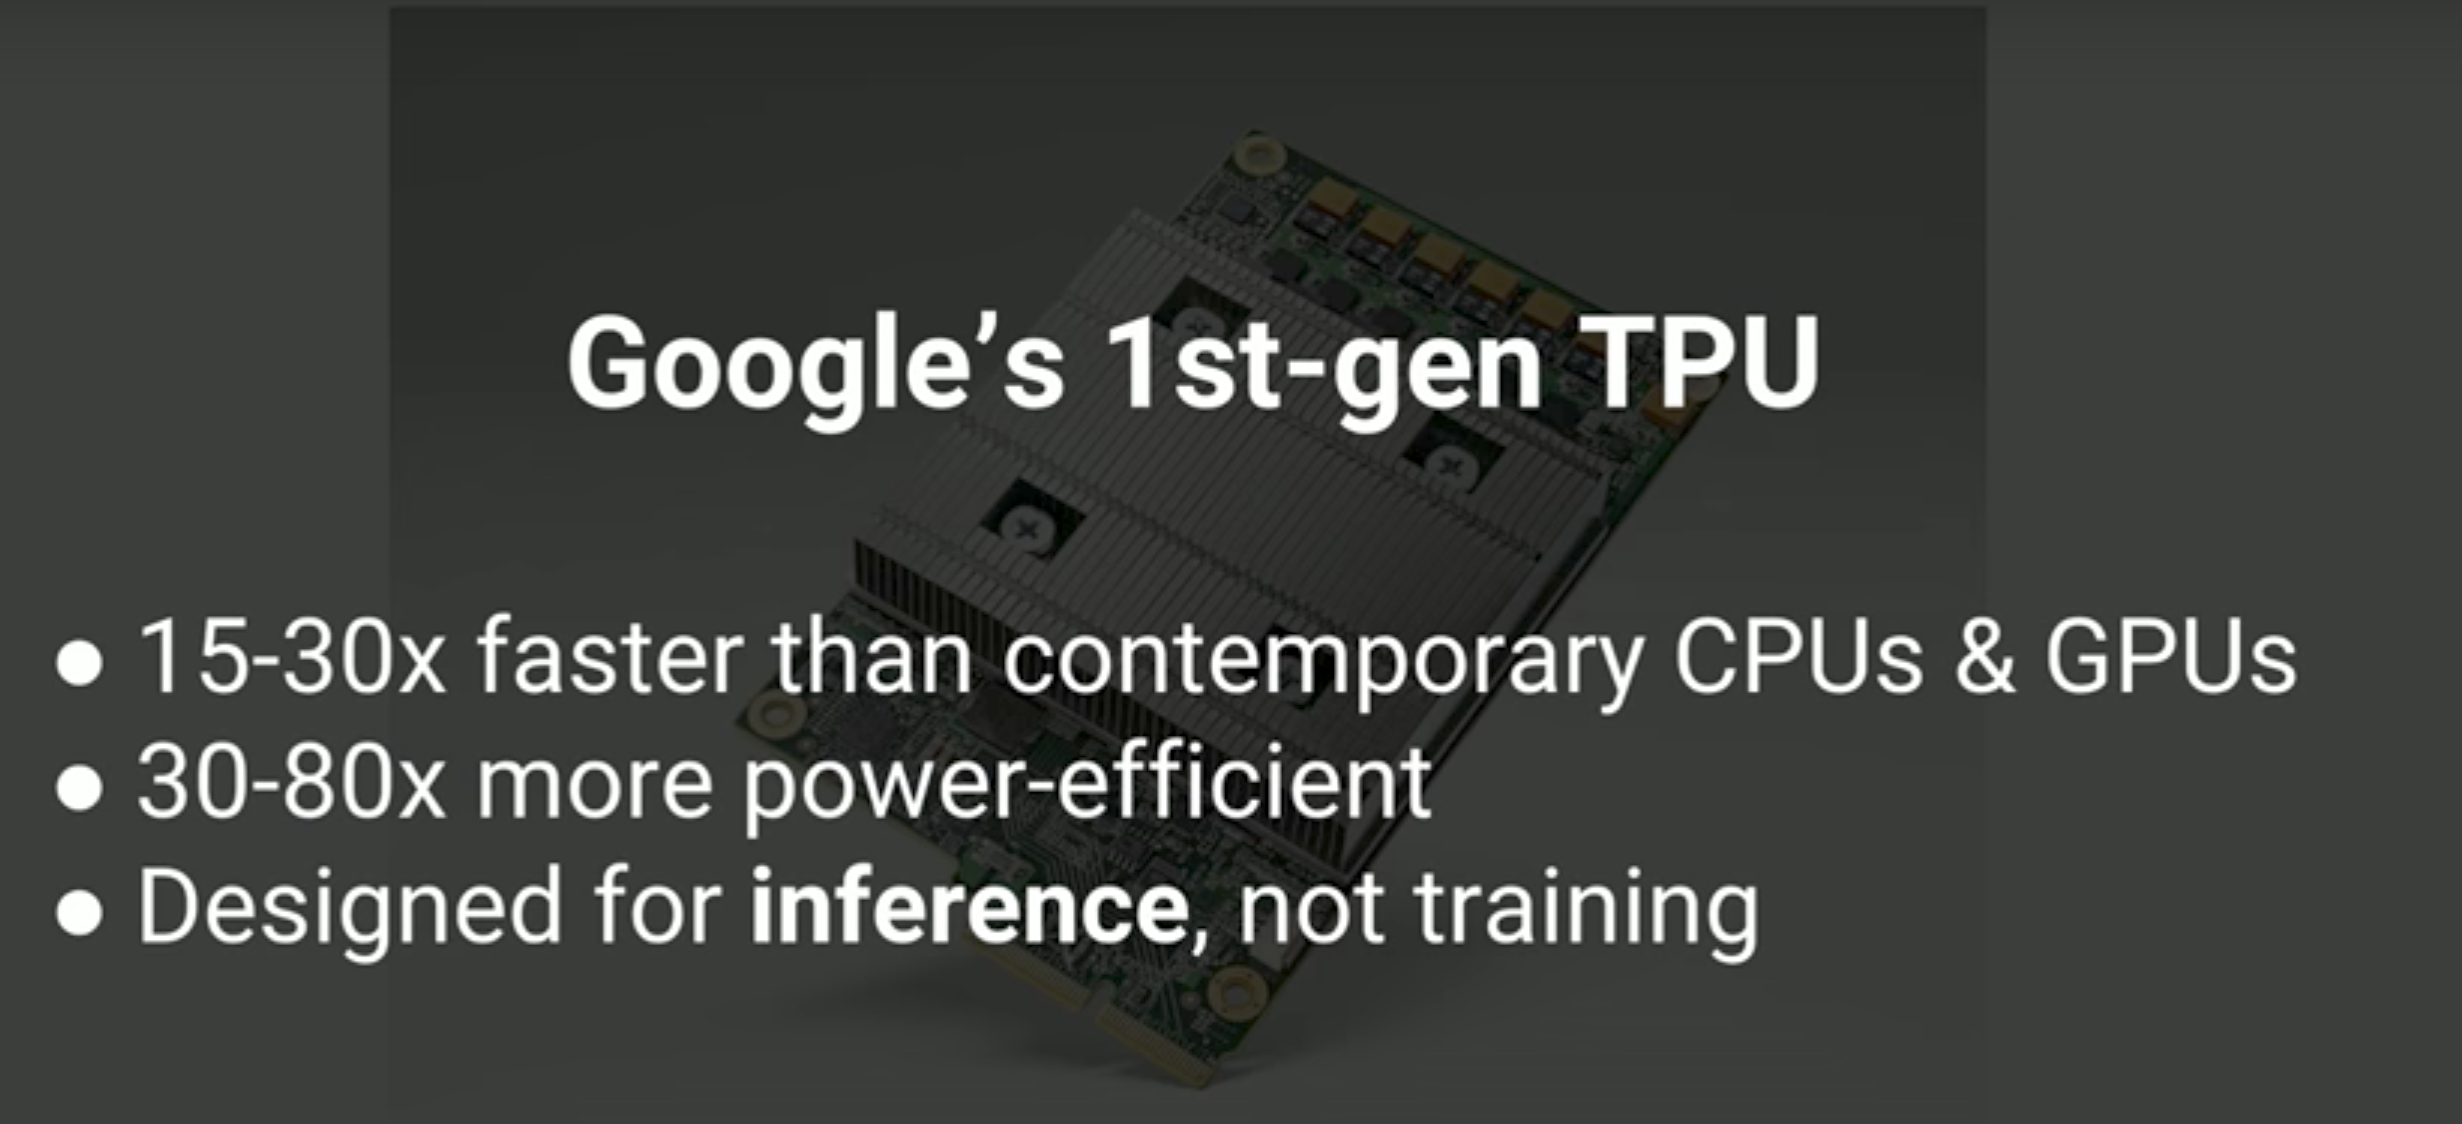 Google’s 1st-gen TPU
● 15-30x faster than contemporary CPUs & GPUs
● 30-80x more power-efficient
● Designed for inference, not training